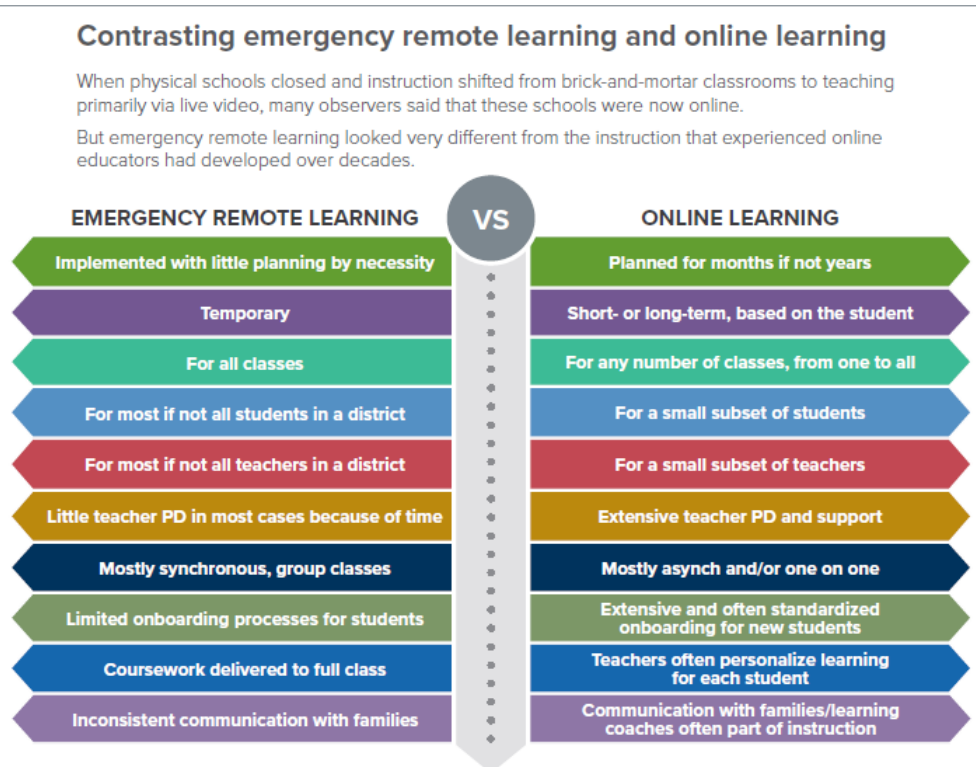 Contrasting emergency remote learning and online learning
When physical schools closed and instruction shifted from brick-and-mortar classrooms to teaching
primarily via live video, many observers said that these schools were now online.
But emergency remote learning looked very different from the instruction that experienced online
educators had developed over decades.
EMERGENCY REMOTE LEARNING
VS
ONLINE LEARNING
Implemented with little planning by necessity
Planned for months if not years
Temporary
Short- or long-term, based on the student
For all classes
For any number of classes, from one to all
For most if not all students in a district
For a small subset of students
For most if not all teachers in a district
For a small subset of teachers
Little teacher PD in most cases because of time
Extensive teacher PD and support
Mostly synchronous, group classes
Mostly asynch and/or one on one
Limited onboarding processes for students
Extensive and often standardized
onboarding for new students
Coursework delivered to full class
Teachers often personalize learning
for each student
Inconsistent communication with families
Communication with families/learning
coaches often part of instruction